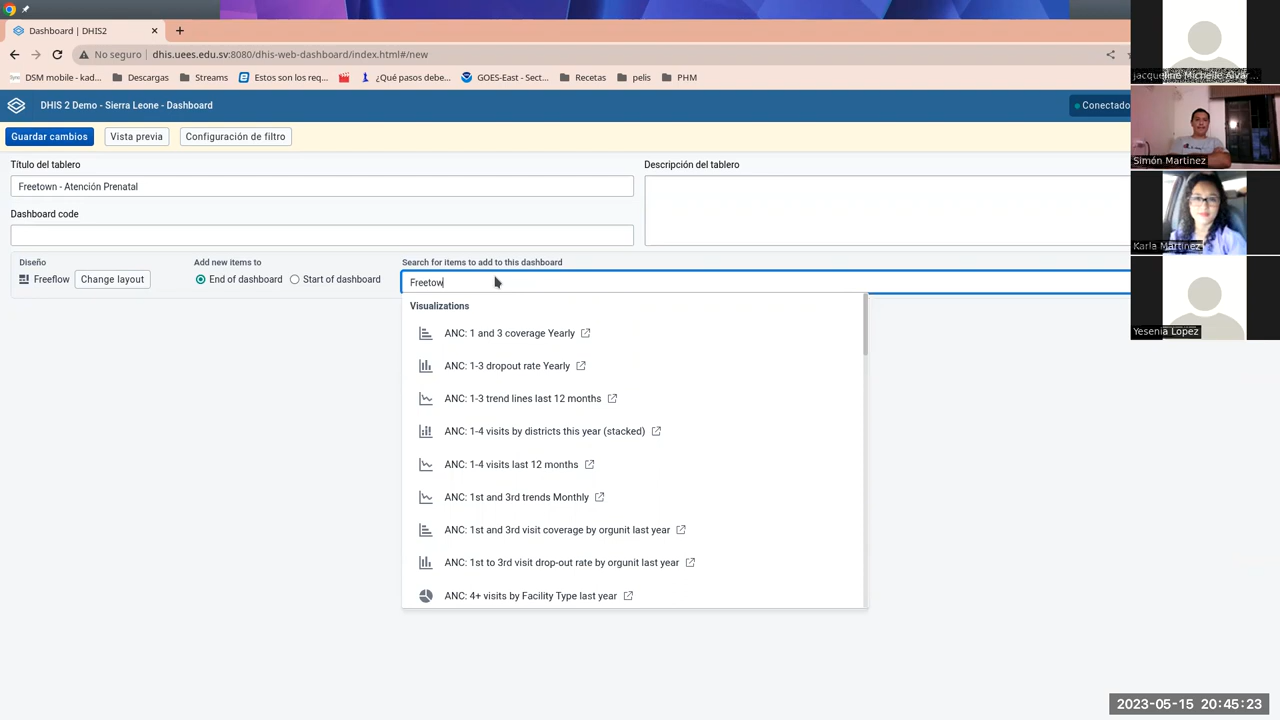 Dashboard | DHIS2
No seguro
dhis.uees.edu.sv:8080/dhis-web-dashboard/index.html#/new
DSM mobile - kad...
Descargas
Streams
Estos son los req...
¿Qué pasos debe...
GOES-East - Sect...
Recetas
pelis
PHM
DHIS 2 Demo - Sierra Leone - Dashboard
Conectado
Guardar cambios
Vista previa
Configuración de filtro
Título del tablero
Descripción del tablero
Freetown - Atención Prenatal
Dashboard code
Diseño
Add new items to
Search for items to add to this dashboard
Freeflow
Change layout
End of dashboard
Start of dashboard
Freetow
Visualizations
ANC: 1 and 3 coverage Yearly
ANC: 1-3 dropout rate Yearly
ANC: 1-3 trend lines last 12 months
ANC: 1-4 visits by districts this year (stacked)
ANC: 1-4 visits last 12 months
ANC: 1st and 3rd trends Monthly
ANC: 1st and 3rd visit coverage by orgunit last year
ANC: 1st to 3rd visit drop-out rate by orgunit last year
ANC: 4+ visits by Facility Type last year
jacqueline Michelle Alvar...
Simón Martinez
Karla Martinez
Yesenia Lopez
2023-05-15 20:45:23